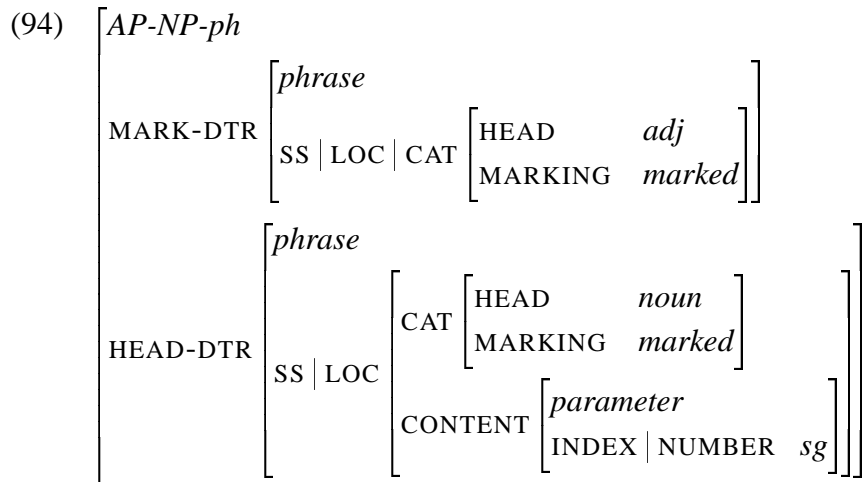 (94) AP-NP-ph
phrase
MARK-DTR
HEAD adj
SS | LOC | CAT
MARKING marked
phrase
HEAD noun
CAT
MARKING marked
HEAD-DTR
SS | LOC
parameter
CONTENT
INDEX | NUMBER sg